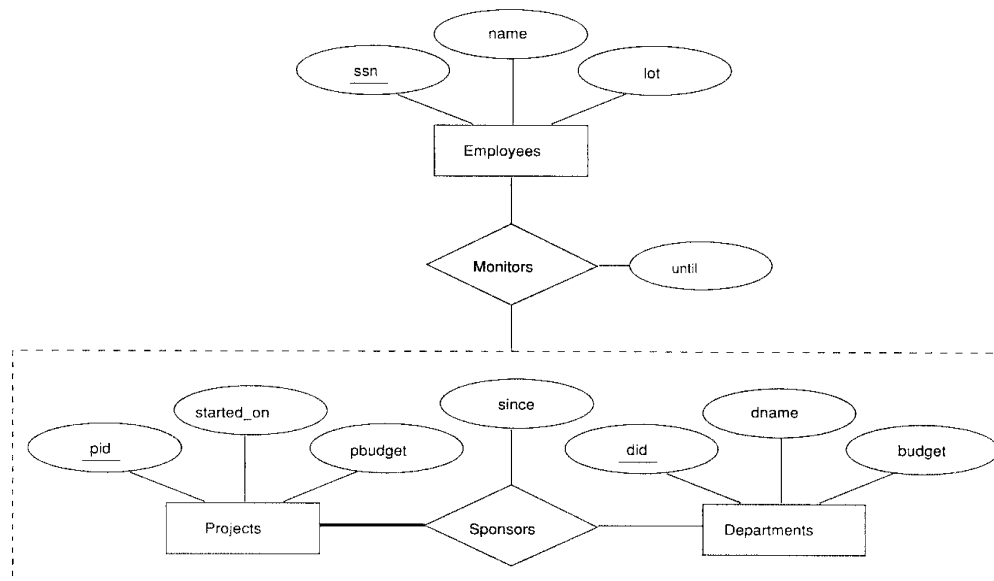 name
ssn
lot
Employees
Monitors
until
since
started_on
dname
pid
pbudget
did
budget
Projects
Sponsors
Departments